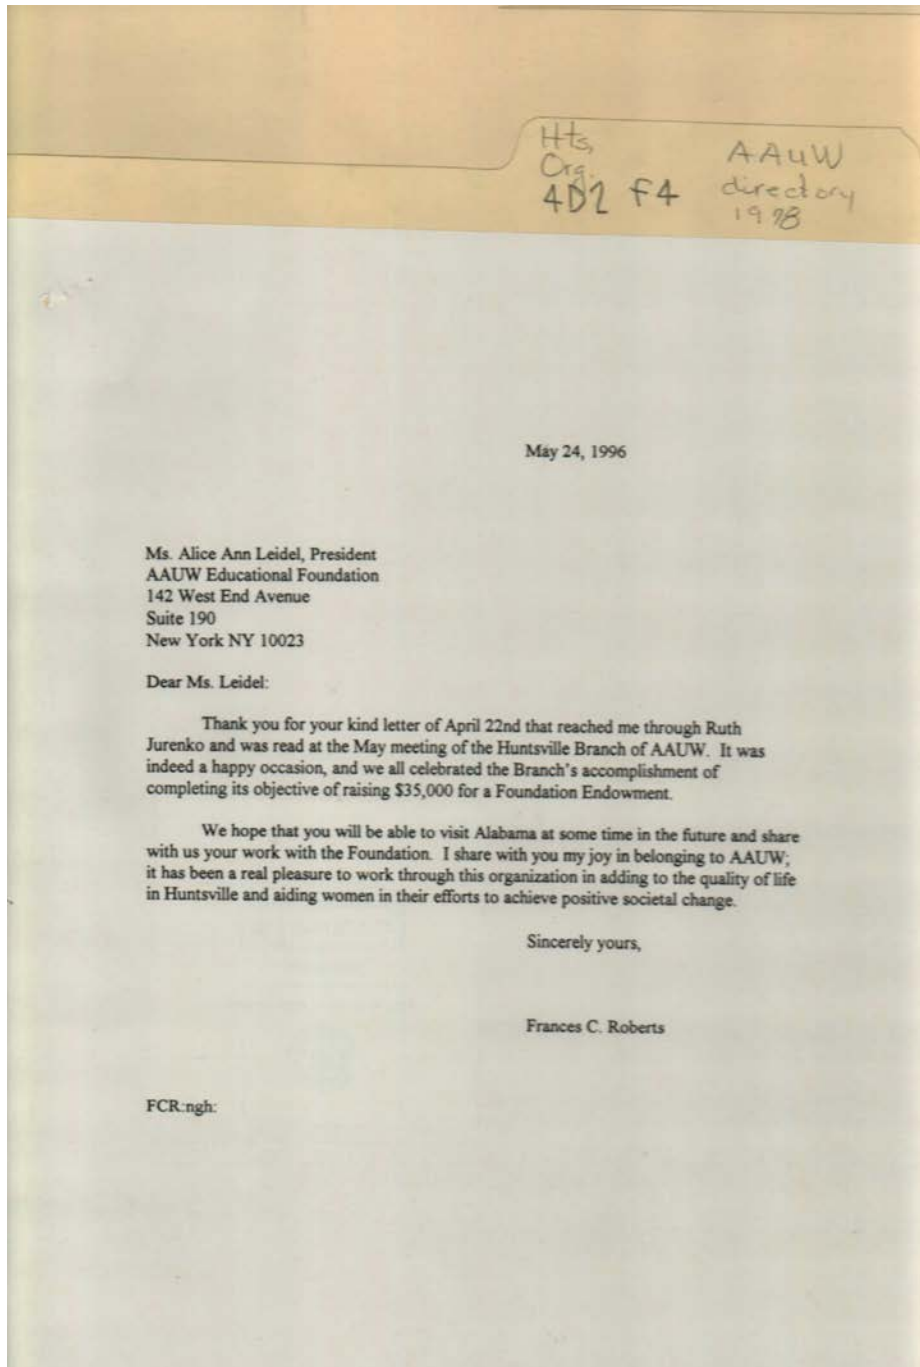 Hts,
Org.
4D2 F4
AAUW
directory
1978
May 24, 1996
Ms. Alice Ann Leidel, President
AAUW Educational Foundation
142 West End Avenue
Suite 190
New York NY 10023
Dear Ms. Leidel:
Thank you for your kind letter of April 22nd that reached me through Ruth
Jurenko and was read at the May meeting of the Huntsville Branch of AAUW. It was
indeed a happy occasion, and we all celebrated the Branch's accomplishment of
completing its objective of raising $35,000 for a Foundation Endowment.
We hope that you will be able to visit Alabama at some time in the future and share
with us your work with the Foundation. I share with you my joy in belonging to AAUW;
it has been a real pleasure to work through this organization in adding to the quality of life
in Huntsville and aiding women in their efforts to achieve positive societal change.
Sincerely yours,
Frances C. Roberts
FCR:ngh: